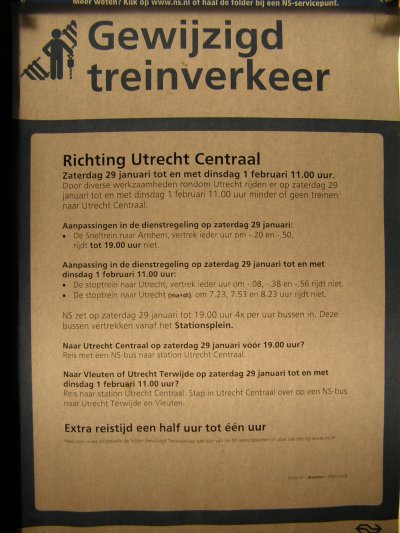 Meer weten? Kijk op www.ns.nl of haal de folder bij een NS-servicepunt.
Gewijzigd
treinverkeer
Richting Utrecht Centraal
Zaterdag 29 januari tot en met dinsdag 1 februari 11.00 uur.
Door diverse werkzaamheden rondom Utrecht rijden er op zaterdag 29
januari tot en met dinsdag 1 februari 11.00 uur minder of geen treinen
naar Utrecht Centraal.
Aanpassingen in de dienstregeling op zaterdag 29 januari:
• De Sneltrein naar Arnhem, vertrek ieder uur om -.20 en -.50,
rijdt tot 19.00 uur niet.
Aanpassing in de dienstregeling op zaterdag 29 januari tot en met
dinsdag 1 februari 11.00 uur:
• De stoptrein naar Utrecht, vertrek ieder uur om -.08, -.38 en -.56 rijdt niet.
• De stoptrein naar Utrecht (ma+di), om 7.23, 7.53 en 8.23 uur rijdt niet.
NS zet op zaterdag 29 januari tot 19.00 uur 4x per uur bussen in. Deze
bussen vertrekken vanaf het Stationsplein.
Naar Utrecht Centraal op zaterdag 29 januari vóór 19.00 uur?
Reis met een NS-bus naar station Utrecht Centraal.
Naar Vleuten of Utrecht Terwijde op zaterdag 29 januari tot en met
dinsdag 1 februari 11.00 uur?
Reis naar station Utrecht Centraal. Stap in Utrecht Centraal over op een NS-bus
naar Utrecht Terwijde en Vleuten.
Extra reistijd een half uur tot één uur